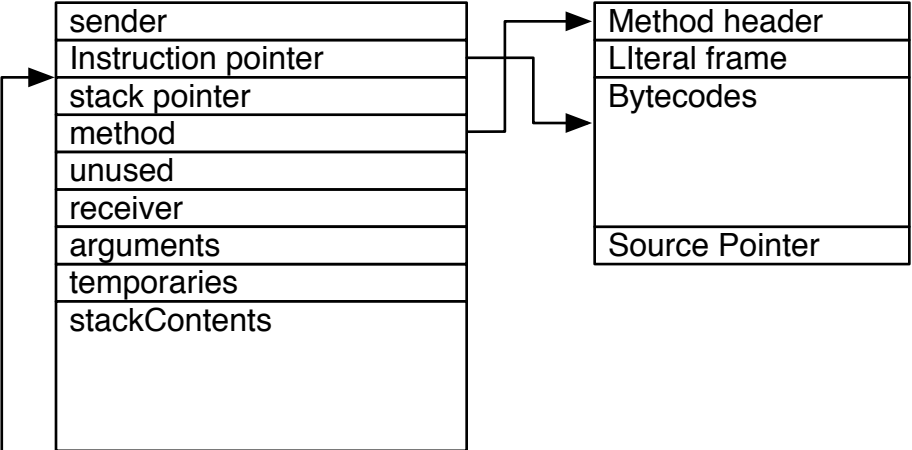 sender
Instruction pointer
stack pointer
method
unused
receiver
arguments
temporaries
stackContents
Method header
LIteral frame
Bytecodes
Source Pointer